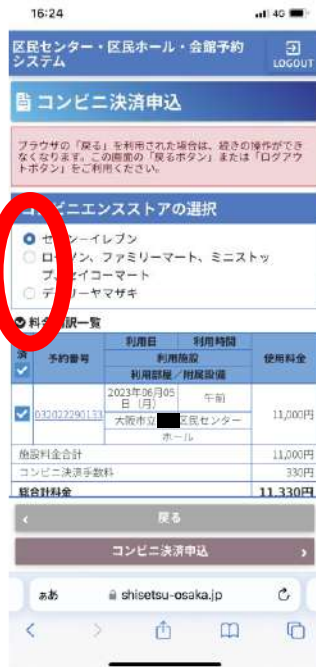 16:24
4G
区民センター・区民ホール・会館予約
システム
LOGOUT
コンビニ決済申込
ブラウザの「戻る」を利用された場合は、続きの操作ができ
なくなります。この画面の「戻るボタン」または「ログアウ
トボタン」をご利用ください。
ビニエンスストアの選択
セ ン－イレブン
ロ ソン、ファミリーマート、ミニストッ
プ、セイコーマート
デ リーヤマザキ
料 訳一覧
済
予約番号
利用日
利用時間
利用施設
利用部屋／附属設備
使用料金
032022290133
2023年06月05
日（月）
午前
大阪市立 区民センター
ホール
11,000円
施設料金合計
11,000円
コンビニ決済手数料
330円
総合計料金
11,330円
戻る
コンビニ決済申込
ああ
shisetsu-osaka.jp